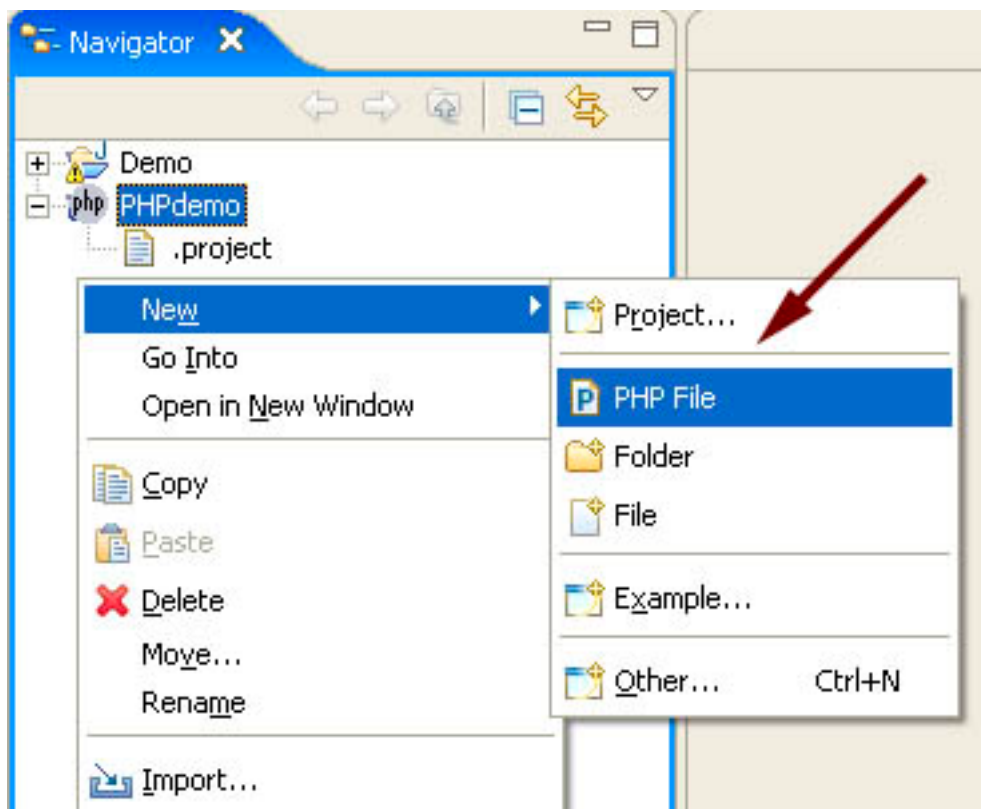 Navigator
Demo
php PHPdemo
.project
New
Go Into
Open in New Window
Copy
Paste
Delete
Move...
Rename
Import...
Project...
P PHP File
Folder
File
Example...
Other... Ctrl+N